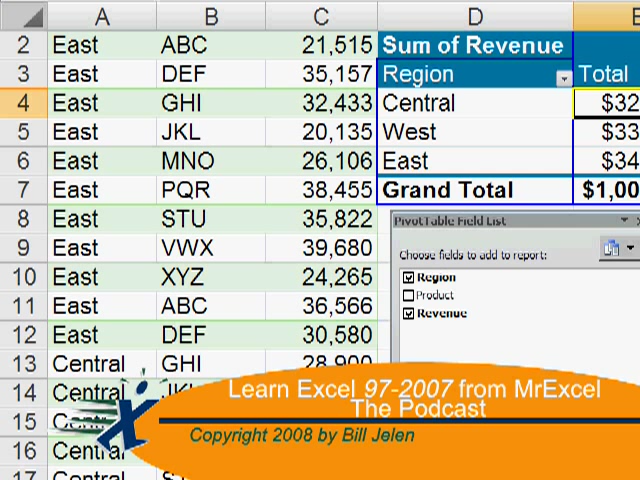 A B C D E
2 East ABC 21,515 Sum of Revenue
3 East DEF 35,157 Region Total
4 East GHI 32,433 Central $32
5 East JKL 20,135 West $33
6 East MNO 26,106 East $34
7 East PQR 38,455 Grand Total $1,00
8 East STU 35,822
PivotTable Field List
9 East VWX 39,680
Choose fields to add to report:
10 East XYZ 24,265
Region
Product
11 East ABC 36,566
Revenue
12 East DEF 30,580
13 Central GHI 28,900
14 Central
15
16 Central
17 Central
Learn Excel 97-2007 from MrExcel
The Podcast
Copyright 2008 by Bill Jelen